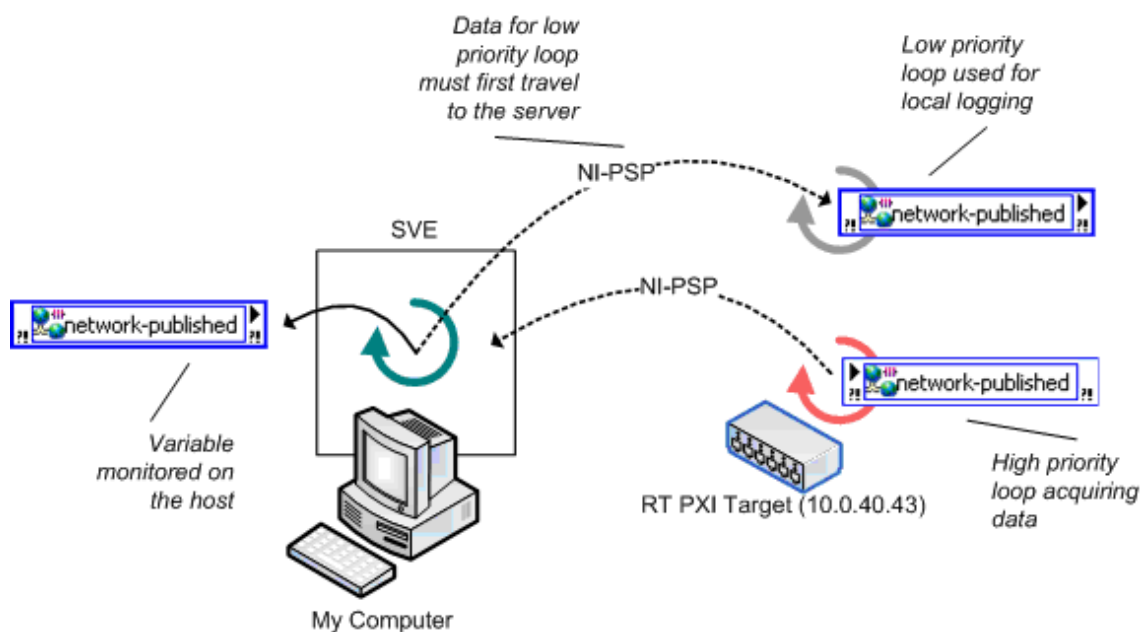 Data for low
priority loop
must first travel
to the server
Low priority
loop used for
local logging
NI-PSP
?! network-published ?!
SVE
NI-PSP
?! network-published ?!
?! network-published ?!
Variable
monitored on
the host
RT PXI Target (10.0.40.43)
High priority
loop acquiring
data
My Computer